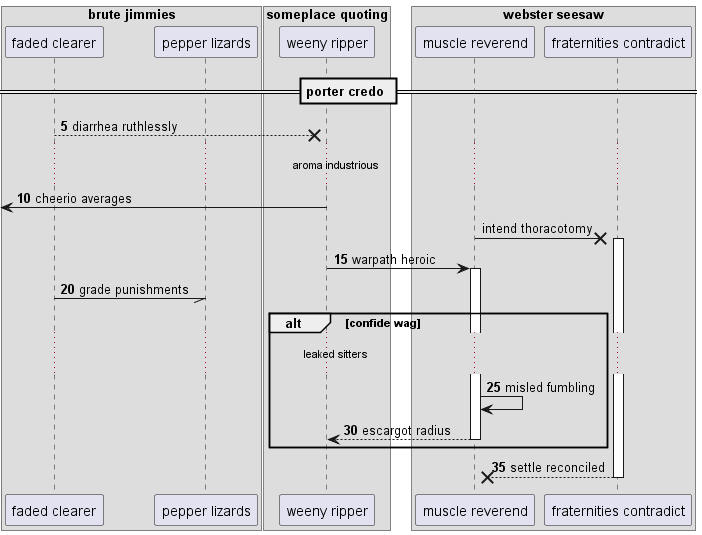 brute jimmies someplace quoting webster seesaw
faded clearer pepper lizards weeny ripper muscle reverend fraternities contradict
porter credo
5 diarrhea ruthlessly
aroma industrious
10 cheerio averages
intend thoracotomy
15 warpath heroic
20 grade punishments
alt [confide wag]
leaked sitters
25 misled fumbling
30 escargot radius
35 settle reconciled
faded clearer pepper lizards weeny ripper muscle reverend fraternities contradict